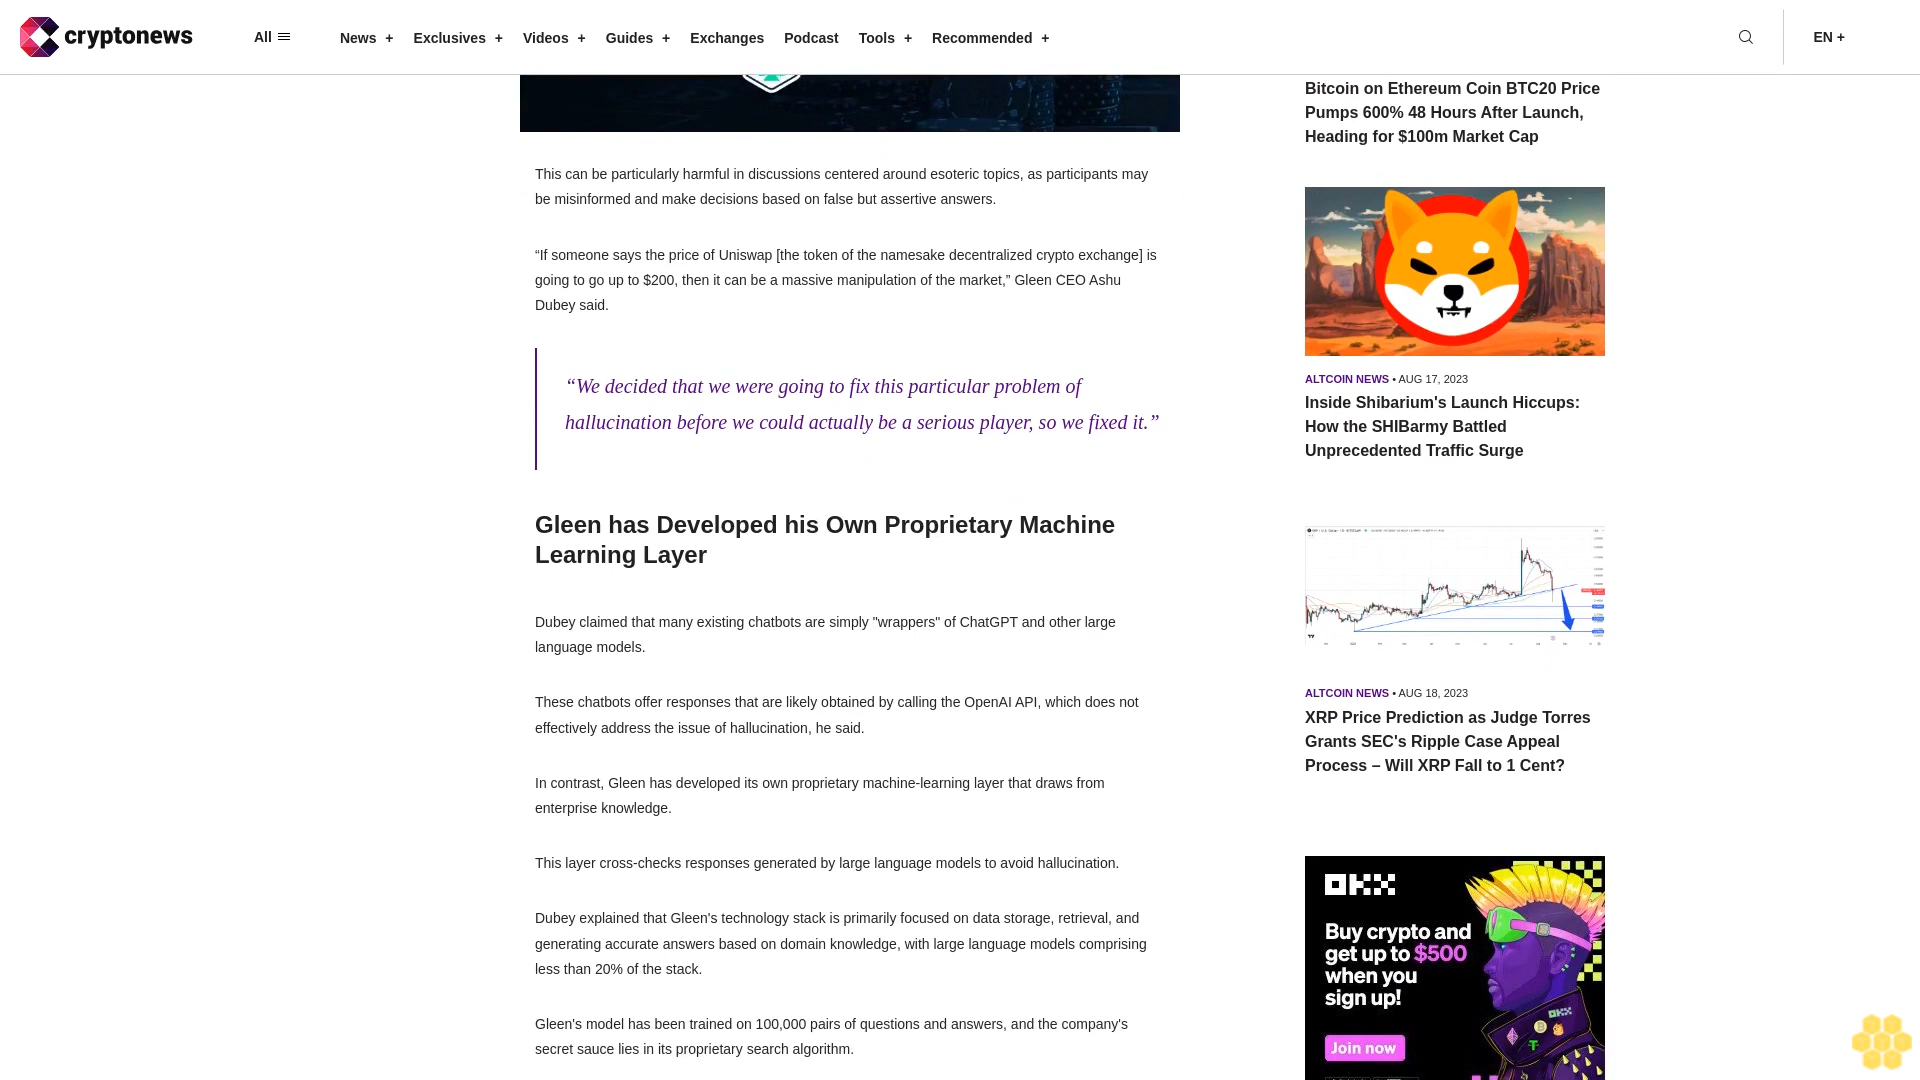 cryptonews
All
News +
Exclusives +
Videos +
Guides +
Exchanges
Podcast
Tools +
Recommended +
EN +
This can be particularly harmful in discussions centered around esoteric topics, as participants may
be misinformed and make decisions based on false but assertive answers.
“If someone says the price of Uniswap [the token of the namesake decentralized crypto exchange] is
going to go up to $200, then it can be a massive manipulation of the market,” Gleen CEO Ashu
Dubey said.
“We decided that we were going to fix this particular problem of
hallucination before we could actually be a serious player, so we fixed it.”
Gleen has Developed his Own Proprietary Machine
Learning Layer
Dubey claimed that many existing chatbots are simply "wrappers" of ChatGPT and other large
language models.
These chatbots offer responses that are likely obtained by calling the OpenAI API, which does not
effectively address the issue of hallucination, he said.
In contrast, Gleen has developed its own proprietary machine-learning layer that draws from
enterprise knowledge.
This layer cross-checks responses generated by large language models to avoid hallucination.
Dubey explained that Gleen's technology stack is primarily focused on data storage, retrieval, and
generating accurate answers based on domain knowledge, with large language models comprising
less than 20% of the stack.
Gleen's model has been trained on 100,000 pairs of questions and answers, and the company's
secret sauce lies in its proprietary search algorithm.
Bitcoin on Ethereum Coin BTC20 Price
Pumps 600% 48 Hours After Launch,
Heading for $100m Market Cap
ALTCOIN NEWS • AUG 17, 2023
Inside Shibarium's Launch Hiccups:
How the SHIBarmy Battled
Unprecedented Traffic Surge
ALTCOIN NEWS • AUG 18, 2023
XRP Price Prediction as Judge Torres
Grants SEC's Ripple Case Appeal
Process – Will XRP Fall to 1 Cent?
OKX
Buy crypto and
get up to $500
when you
sign up!
Join now
OKX